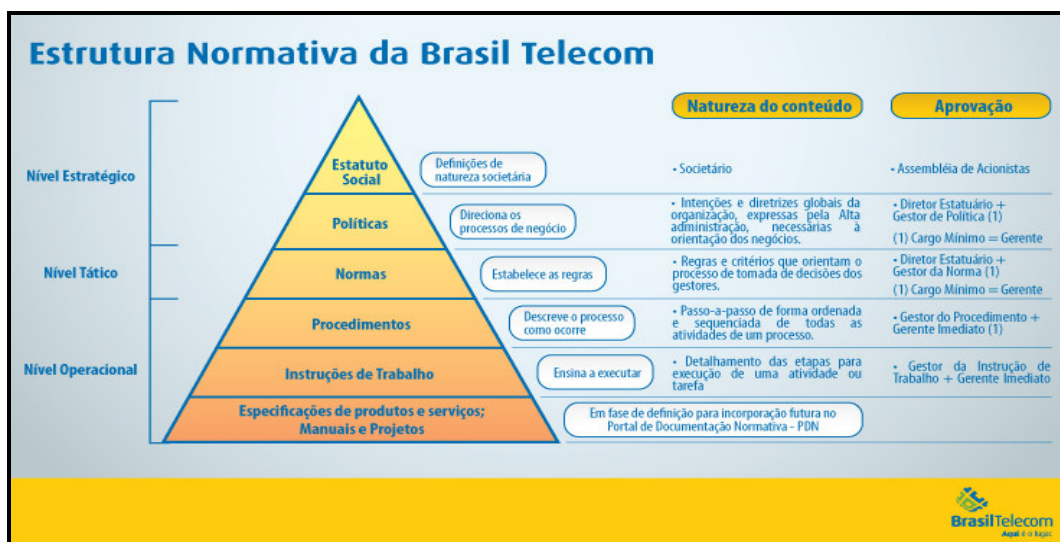 Estrutura Normativa da Brasil Telecom
Natureza do conteúdo
Aprovação
Nível Estratégico
Estatuto
Social
Definições de
natureza societária
• Societário
• Assembléia de Acionistas
Políticas
Direciona os
processos de negócio
• Intenções e diretrizes globais da
organização, expressas pela Alta
administração, necessárias à
orientação dos negócios.
• Diretor Estatuário +
Gestor de Política (1)
(1) Cargo Mínimo = Gerente
Nível Tático
Normas
Estabelece as regras
• Regras e critérios que orientam o
processo de tomada de decisões dos
gestores.
• Diretor Estatuário +
Gestor da Norma (1)
(1) Cargo Mínimo = Gerente
Procedimentos
Descreve o processo
como ocorre
• Passo-a-passo de forma ordenada
e sequenciada de todas as
atividades de um processo.
• Gestor do Procedimento +
Gerente Imediato (1)
Nível Operacional
Instruções de Trabalho
Ensina a executar
• Detalhamento das etapas para
execução de uma atividade ou
tarefa
• Gestor da Instrução de
Trabalho + Gerente Imediato
Especificações de produtos e serviços;
Manuais e Projetos
Em fase de definição para incorporação futura no
Portal de Documentação Normativa - PDN
BrasilTelecom
Aqui é o lugar